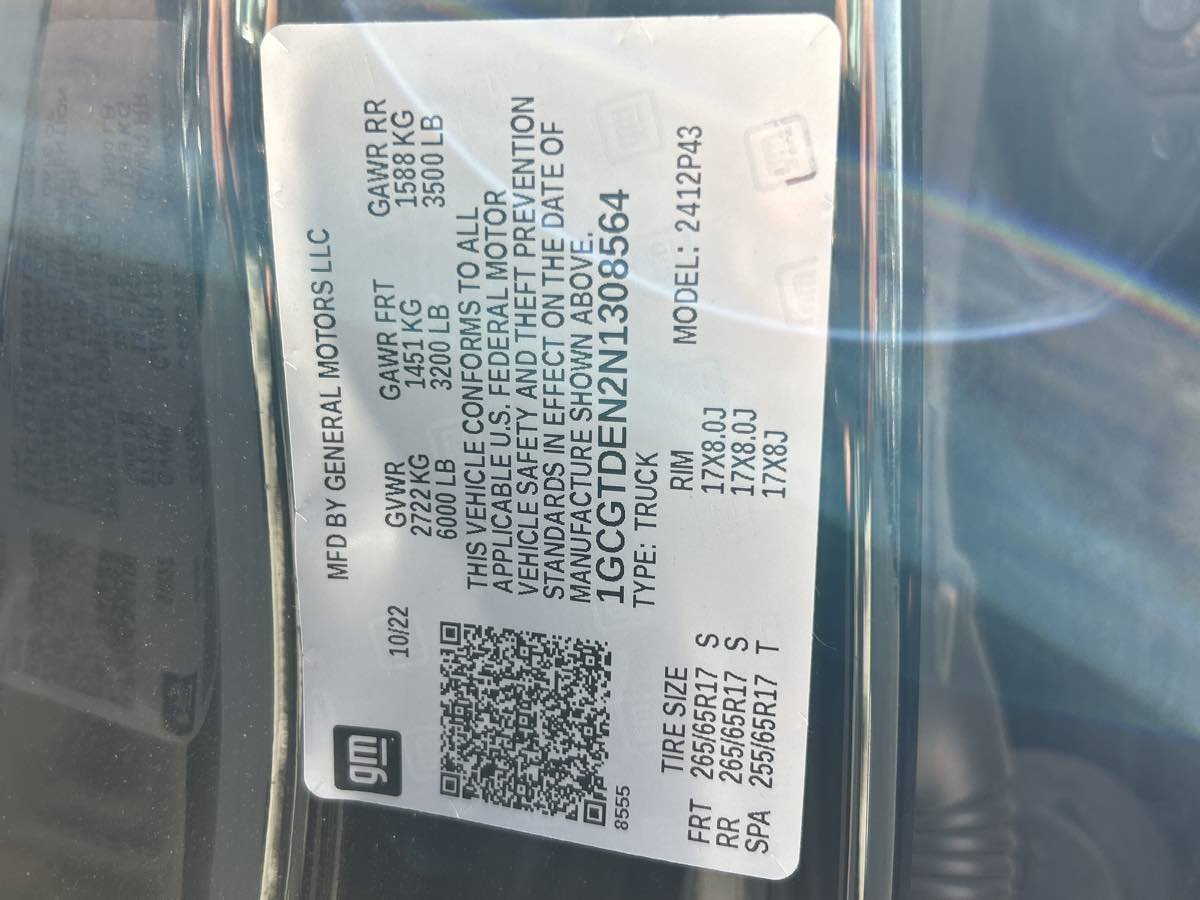 gm
MFD BY GENERAL MOTORS LLC
10/22
GVWR GAWR FRT GAWR RR
2722 KG 1451 KG 1588 KG
6000 LB 3200 LB 3500 LB
THIS VEHICLE CONFORMS TO ALL
APPLICABLE U.S. FEDERAL MOTOR
VEHICLE SAFETY AND THEFT PREVENTION
STANDARDS IN EFFECT ON THE DATE OF
MANUFACTURE SHOWN ABOVE.
1GCGTDEN2N1308564
8555
TYPE: TRUCK
TIRE SIZE RIM MODEL: 2412P43
FRT 265/65R17 S 17X8.0J
RR 265/65R17 S 17X8.0J
SPA 255/65R17 T 17X8J